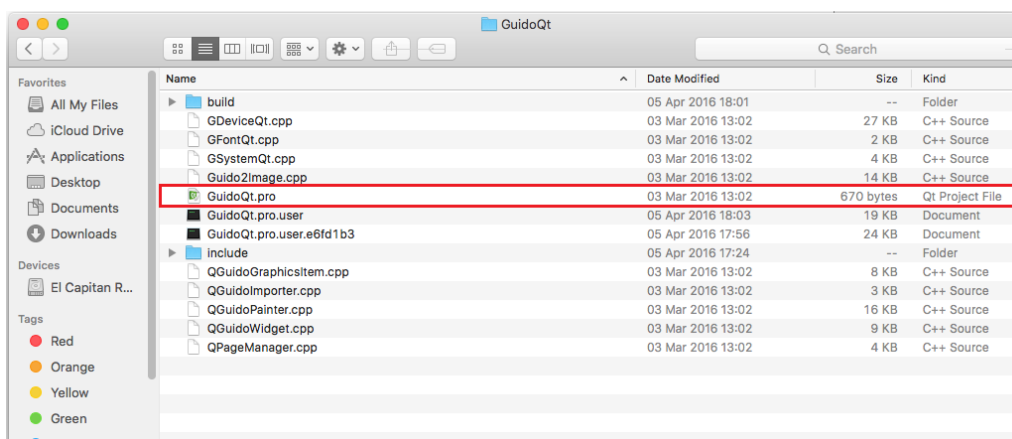 GuidoQt
Search
Favorites
All My Files
iCloud Drive
Applications
Desktop
Documents
Downloads
Devices
El Capitan R...
Tags
Red
Orange
Yellow
Green
Name Date Modified Size Kind
build 05 Apr 2016 18:01 -- Folder
GDeviceQt.cpp 03 Mar 2016 13:02 27 KB C++ Source
GFontQt.cpp 03 Mar 2016 13:02 2 KB C++ Source
GSystemQt.cpp 03 Mar 2016 13:02 4 KB C++ Source
Guido2Image.cpp 03 Mar 2016 13:02 14 KB C++ Source
GuidoQt.pro 03 Mar 2016 13:02 670 bytes Qt Project File
GuidoQt.pro.user 05 Apr 2016 18:03 19 KB Document
GuidoQt.pro.user.e6fd1b3 05 Apr 2016 17:56 24 KB Document
include 05 Apr 2016 17:24 -- Folder
QGuidoGraphicsItem.cpp 03 Mar 2016 13:02 8 KB C++ Source
QGuidoImporter.cpp 03 Mar 2016 13:02 3 KB C++ Source
QGuidoPainter.cpp 03 Mar 2016 13:02 16 KB C++ Source
QGuidoWidget.cpp 03 Mar 2016 13:02 9 KB C++ Source
QPageManager.cpp 03 Mar 2016 13:02 4 KB C++ Source